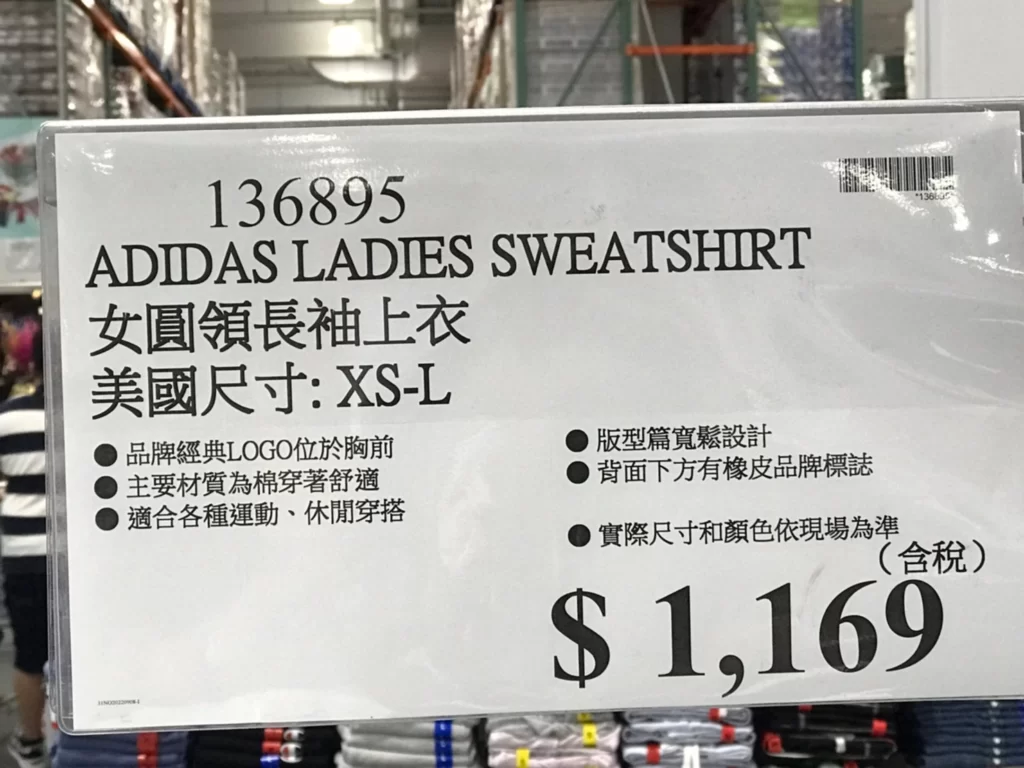 136895
ADIDAS LADIES SWEATSHIRT
女圓領長袖上衣
美國尺寸: XS-L
●品牌經典LOGO位於胸前
●主要材質為棉穿著舒適
●適合各種運動、休閒穿搭
●版型篇寬鬆設計
●背面下方有橡皮品牌標誌
●實際尺寸和顏色依現場為準
（含稅）
$ 1,169